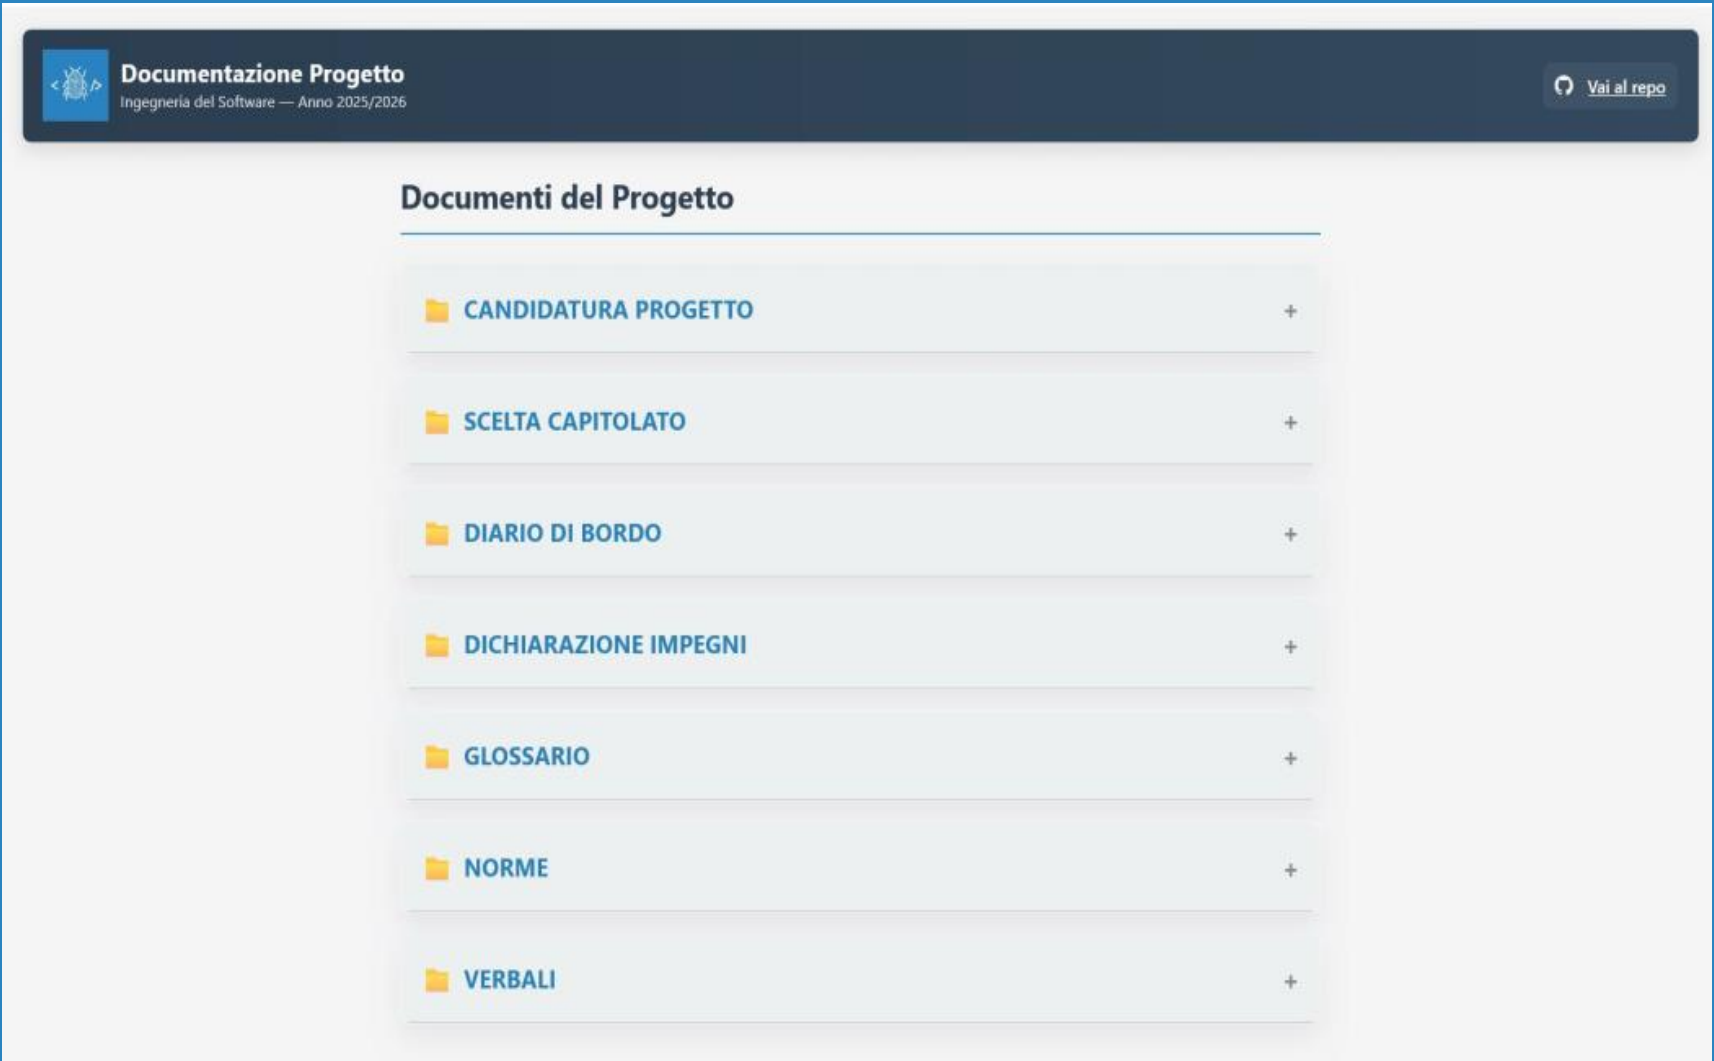 Documentazione Progetto
Ingegneria del Software — Anno 2025/2026
Vai al repo
Documenti del Progetto
CANDIDATURA PROGETTO +
SCELTA CAPITOLATO +
DIARIO DI BORDO +
DICHIARAZIONE IMPEGNI +
GLOSSARIO +
NORME +
VERBALI +